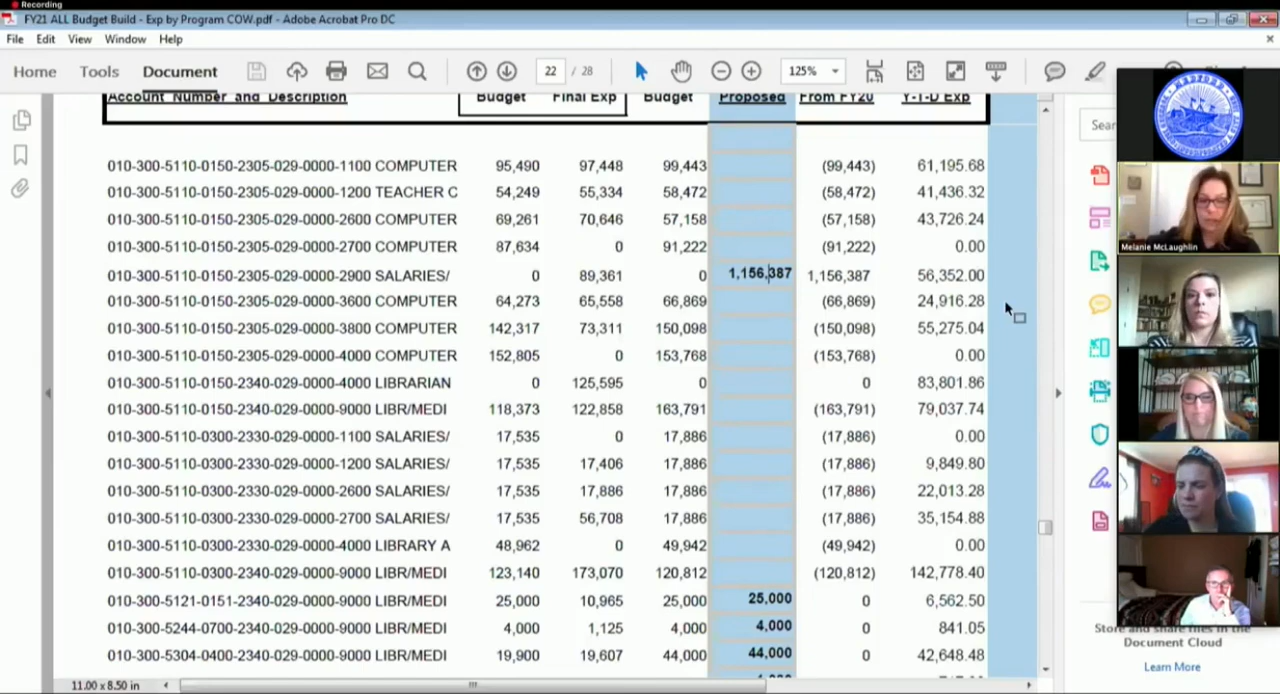 Recording
FY21 ALL Budget Build - Exp by Program COW.pdf - Adobe Acrobat Pro DC
File Edit View Window Help
Home Tools Document 22 / 28 125%
Account Number and Description Budget Final Exp Budget Proposed From FY20 Y-T-D Exp
010-300-5110-0150-2305-029-0000-1100 COMPUTER 95,490 97,448 99,443 (99,443) 61,195.68
010-300-5110-0150-2305-029-0000-1200 TEACHER C 54,249 55,334 58,472 (58,472) 41,436.32
010-300-5110-0150-2305-029-0000-2600 COMPUTER 69,261 70,646 57,158 (57,158) 43,726.24
010-300-5110-0150-2305-029-0000-2700 COMPUTER 87,634 0 91,222 (91,222) 0.00
010-300-5110-0150-2305-029-0000-2900 SALARIES/ 0 89,361 0 1,156,387 1,156,387 56,352.00
010-300-5110-0150-2305-029-0000-3600 COMPUTER 64,273 65,558 66,869 (66,869) 24,916.28
010-300-5110-0150-2305-029-0000-3800 COMPUTER 142,317 73,311 150,098 (150,098) 55,275.04
010-300-5110-0150-2305-029-0000-4000 COMPUTER 152,805 0 153,768 (153,768) 0.00
010-300-5110-0150-2340-029-0000-4000 LIBRARIAN 0 125,595 0 0 83,801.86
010-300-5110-0150-2340-029-0000-9000 LIBR/MEDI 118,373 122,858 163,791 (163,791) 79,037.74
010-300-5110-0300-2330-029-0000-1100 SALARIES/ 17,535 0 17,886 (17,886) 0.00
010-300-5110-0300-2330-029-0000-1200 SALARIES/ 17,535 17,406 17,886 (17,886) 9,849.80
010-300-5110-0300-2330-029-0000-2600 SALARIES/ 17,535 17,886 17,886 (17,886) 22,013.28
010-300-5110-0300-2330-029-0000-2700 SALARIES/ 17,535 56,708 17,886 (17,886) 35,154.88
010-300-5110-0300-2340-029-0000-4000 LIBRARY A 48,962 0 49,942 (49,942) 0.00
010-300-5110-0300-2340-029-0000-9000 LIBR/MEDI 123,140 173,070 120,812 (120,812) 142,778.40
010-300-5121-0151-2340-029-0000-9000 LIBR/MEDI 25,000 10,965 25,000 25,000 0 6,562.50
010-300-5244-0700-2340-029-0000-9000 LIBR/MEDI 4,000 1,125 4,000 4,000 0 841.05
010-300-5304-0400-2340-029-0000-9000 LIBR/MEDI 19,900 19,607 44,000 44,000 0 42,648.48
11.00 x 8.50 in
Sear
Melanie McLaughlin
Store and share files in the
Document Cloud
Learn More